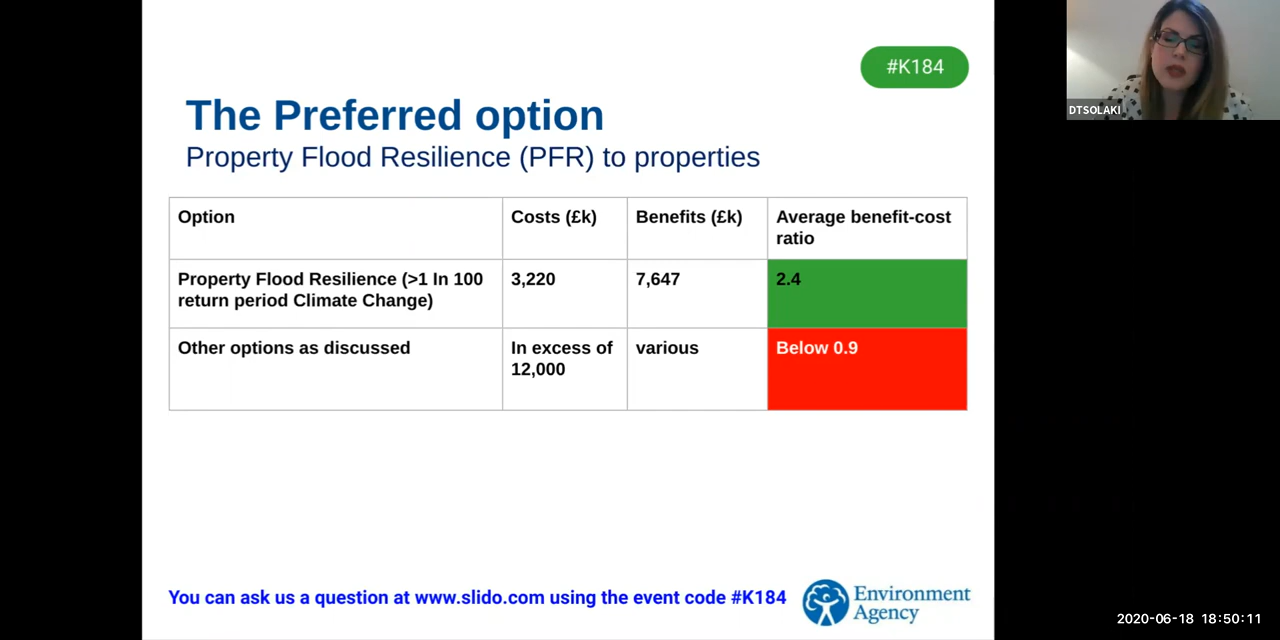 #K184
DTSOLAKI
The Preferred option
Property Flood Resilience (PFR) to properties
Option
Costs (£k)
Benefits (£k)
Average benefit-cost
ratio
Property Flood Resilience (>1 In 100
return period Climate Change)
3,220
7,647
2.4
Other options as discussed
In excess of
12,000
various
Below 0.9
You can ask us a question at www.slido.com using the event code #K184
Environment
Agency
2020-06-18 18:50:11